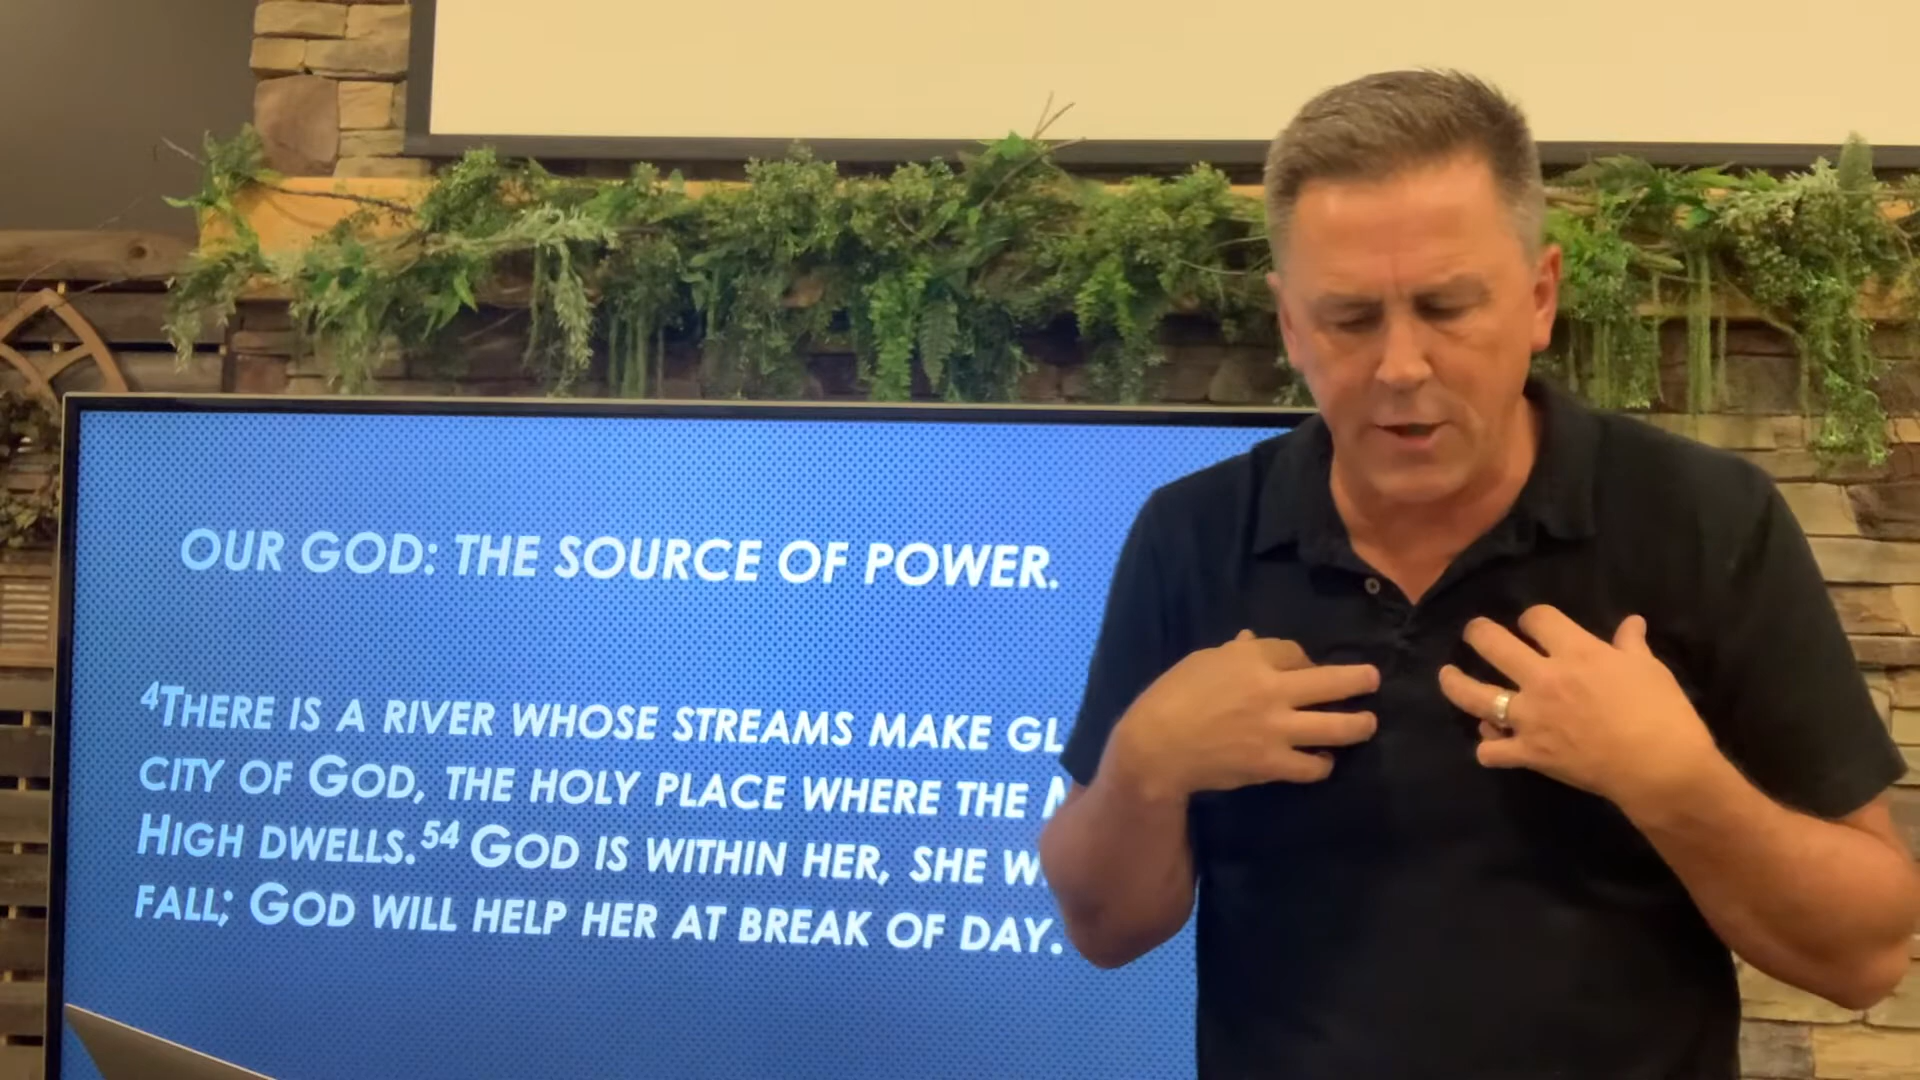 OUR GOD: THE SOURCE OF POWER.
4THERE IS A RIVER WHOSE STREAMS MAKE
CITY OF GOD, THE HOLY PLACE WHERE THE
HIGH DWELLS.54 GOD IS WITHIN HER, SHE
FALL; GOD WILL HELP HER AT BREAK OF DAY.